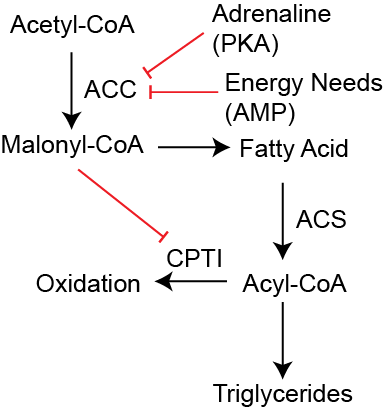 Acetyl-CoA
Adrenaline
(PKA)
ACC
Energy Needs
(AMP)
Malonyl-CoA
Fatty Acid
ACS
CPTI
Oxidation
Acyl-CoA
Triglycerides